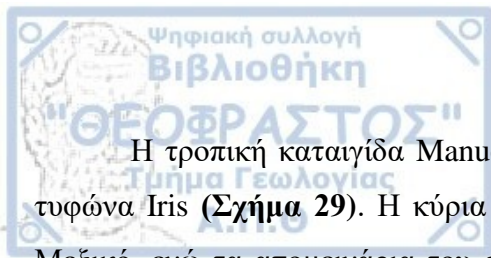 Ψηφιακή συλλογή
Βιβλιοθήκη
"ΘΕΟΦΡΑΣΤΟΣ"
Η τροπική καταιγίδα Manu
Τμήμα Γεωλογίας
τυφώνα Iris (Σχήμα 29). Η κύρια
Α.Π.Θ